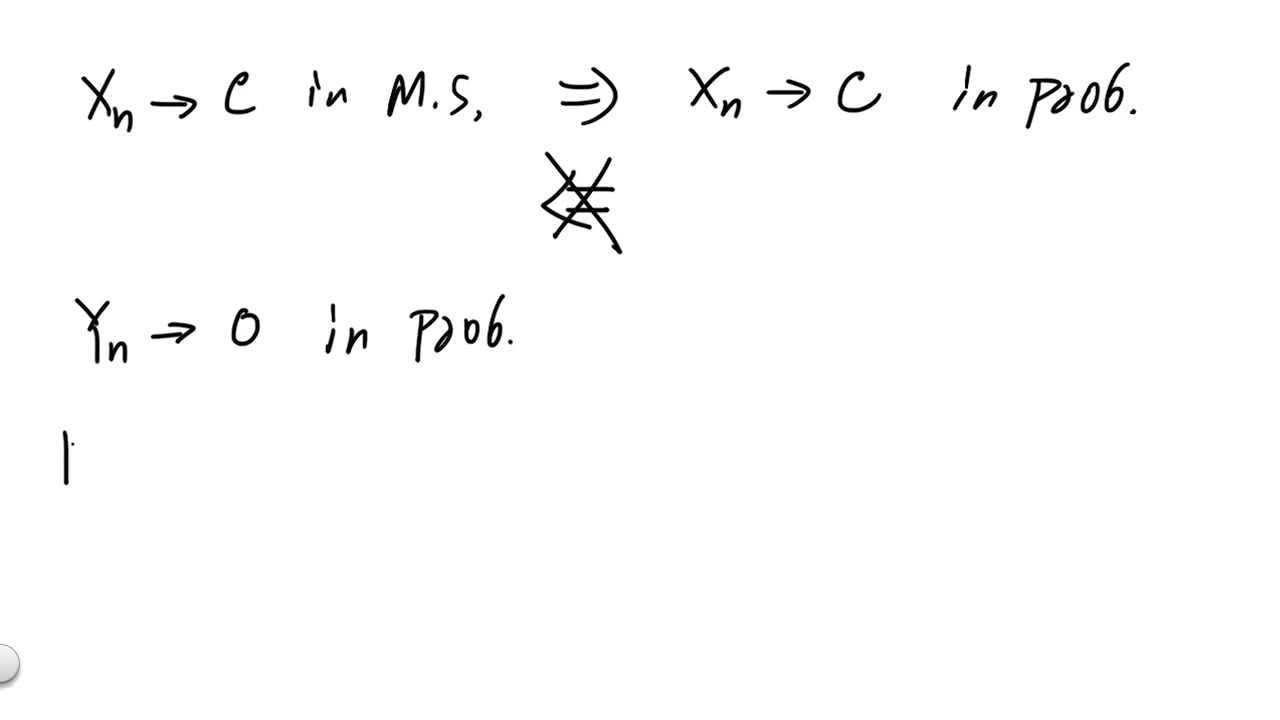 Xn → C in M.S, ⇒ Xn → C in prob.
⇐
Yn → 0 in prob.